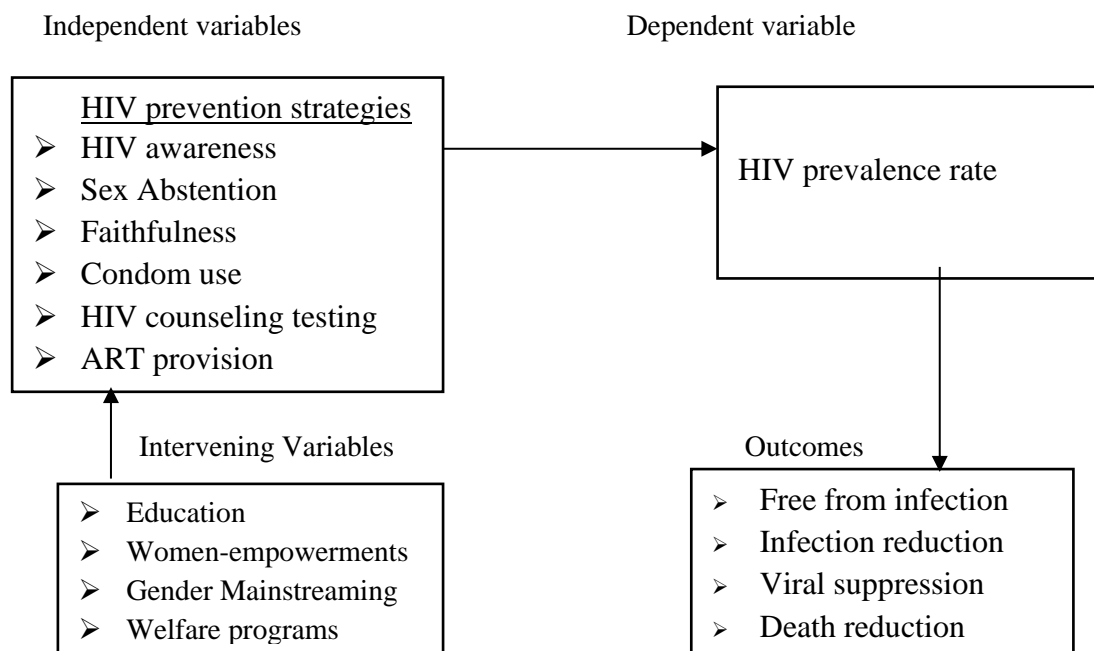 Independent variables
Dependent variable
HIV prevention strategies
➢ HIV awareness
➢ Sex Abstention
➢ Faithfulness
➢ Condom use
➢ HIV counseling testing
➢ ART provision
HIV prevalence rate
Intervening Variables
➢ Education
➢ Women-empowerments
➢ Gender Mainstreaming
➢ Welfare programs
Outcomes
➢ Free from infection
➢ Infection reduction
➢ Viral suppression
➢ Death reduction